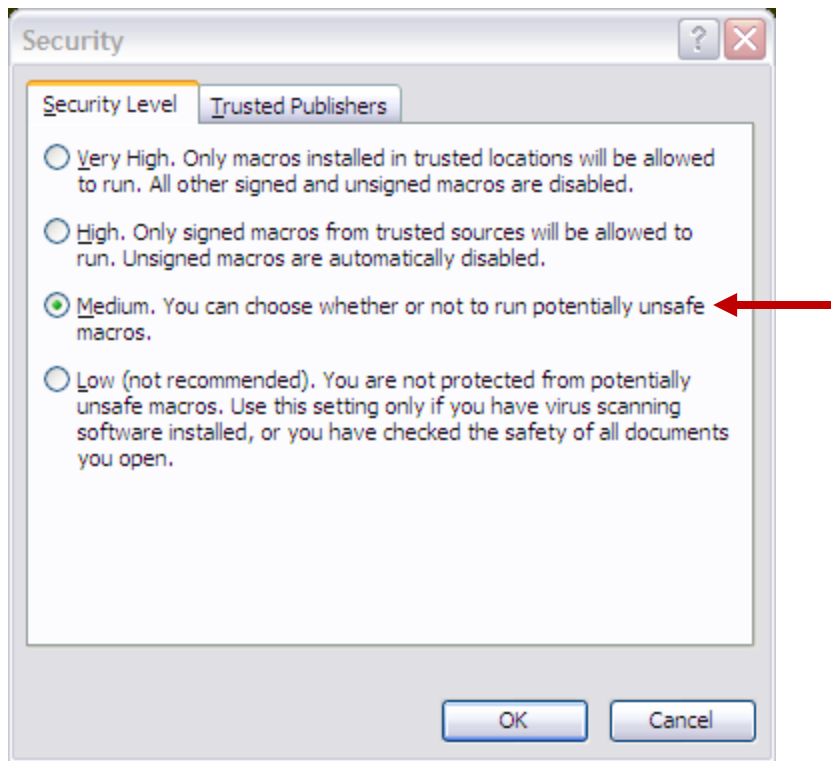 Security
?
Security Level Trusted Publishers
Very High. Only macros installed in trusted locations will be allowed
to run. All other signed and unsigned macros are disabled.
High. Only signed macros from trusted sources will be allowed to
run. Unsigned macros are automatically disabled.
Medium. You can choose whether or not to run potentially unsafe
macros.
Low (not recommended). You are not protected from potentially
unsafe macros. Use this setting only if you have virus scanning
software installed, or you have checked the safety of all documents
you open.
OK Cancel